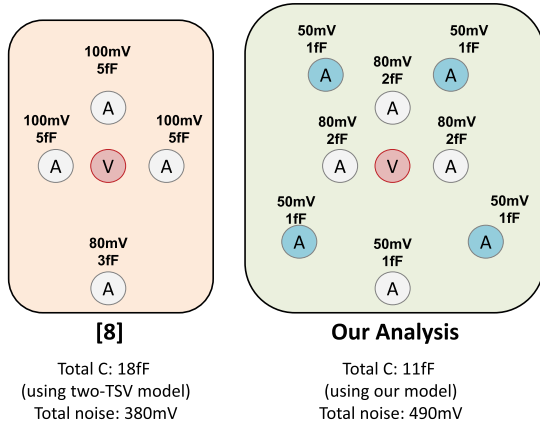 100mV
5fF
A
100mV
5fF
A
V
100mV
5fF
A
80mV
3fF
A
[8]
Total C: 18fF
(using two-TSV model)
Total noise: 380mV
50mV
1fF
A
50mV
1fF
A
80mV
2fF
A
80mV
2fF
A
V
80mV
2fF
A
50mV
1fF
A
50mV
1fF
A
50mV
1fF
A
Our Analysis
Total C: 11fF
(using our model)
Total noise: 490mV